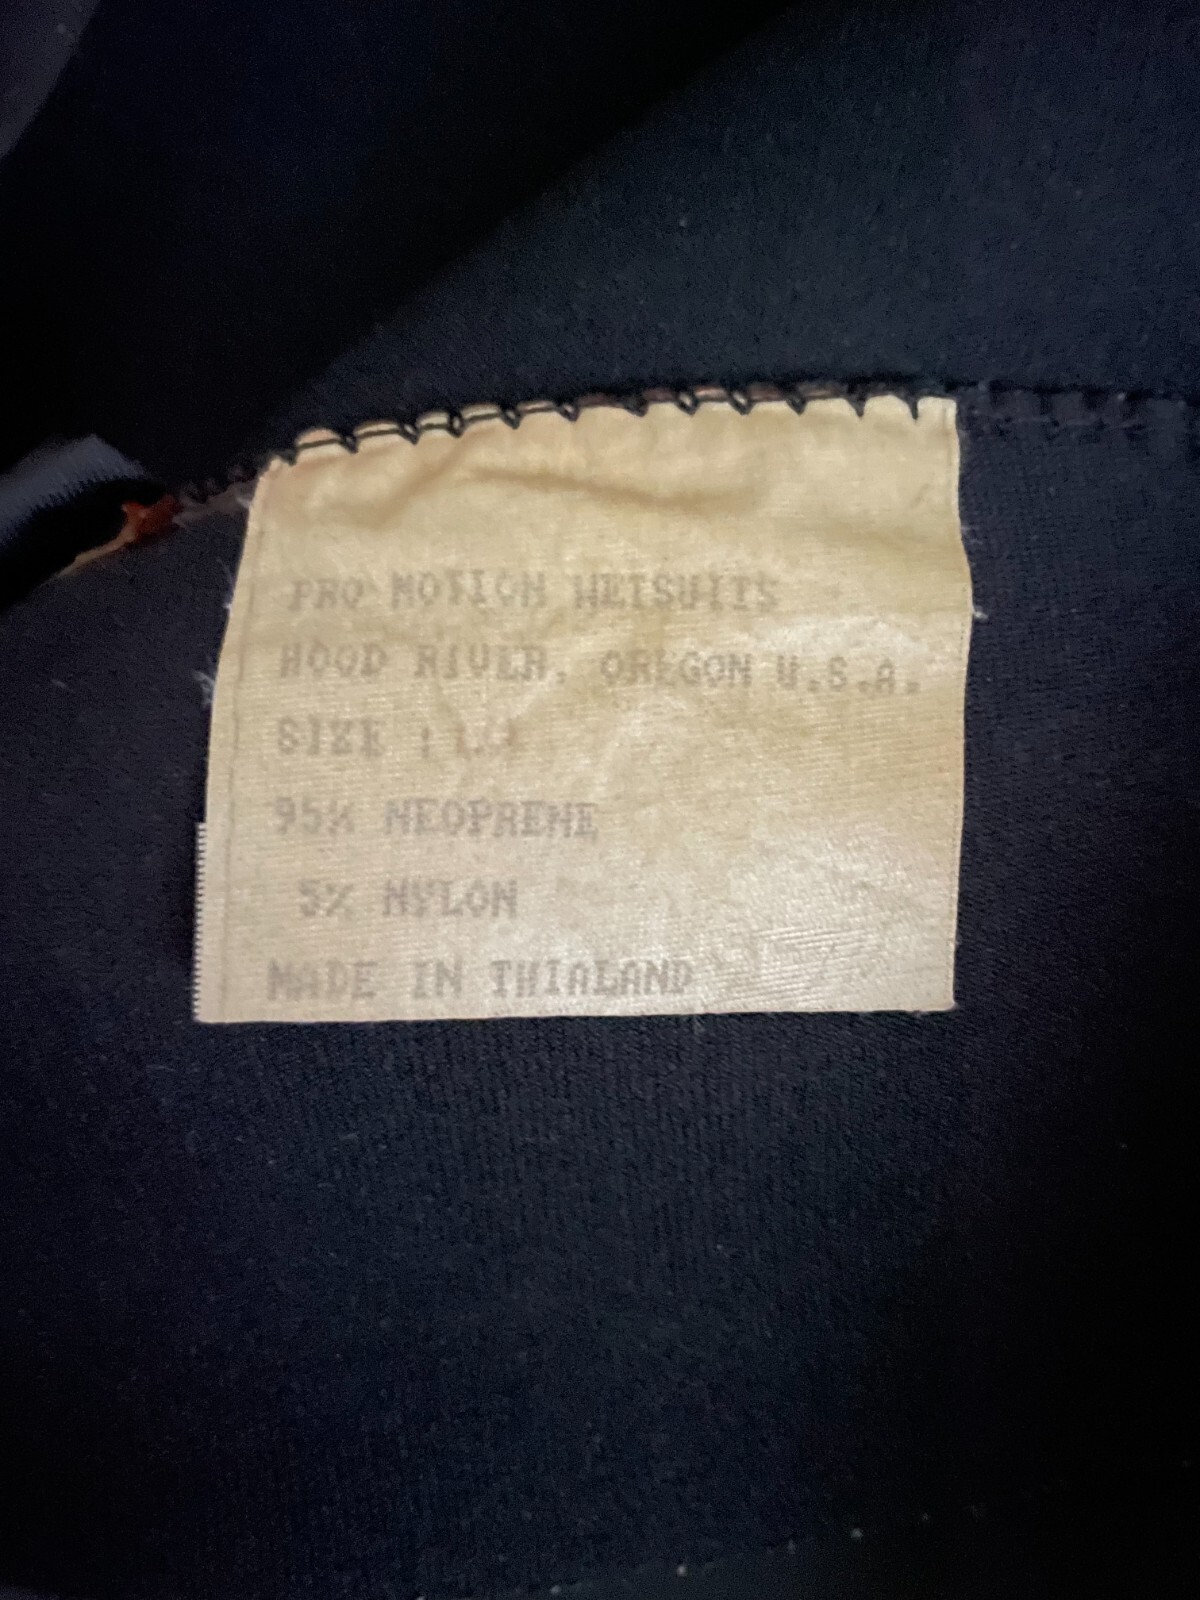 PRO MOTION WETSUITS
HOOD RIVER, OREGON U.S.A.
SIZE :
95% NEOPRENE
5% NYLON
MADE IN THIALAND